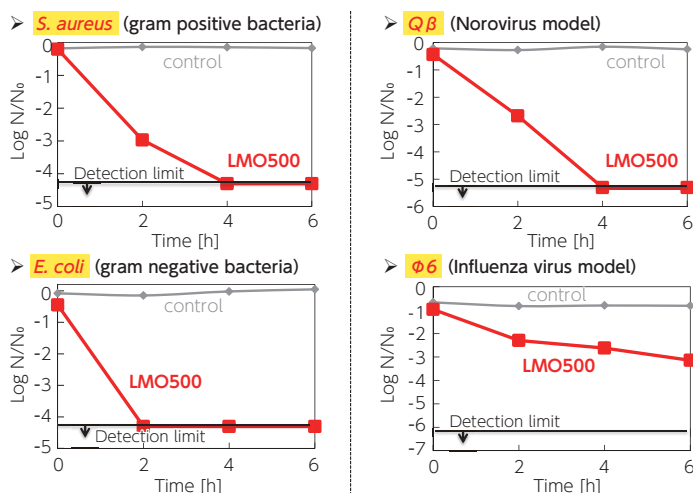 ➢ S. aureus (gram positive bacteria)
0
-1
-2
-3
-4
-5
Log N/N₀
control
LMO500
Detection limit
0 2 4 6
Time [h]
➢ E. coli (gram negative bacteria)
0
-1
-2
-3
-4
-5
Log N/N₀
control
LMO500
Detection limit
0 2 4 6
Time [h]
➢ Qβ (Norovirus model)
0
-1
-2
-3
-4
-5
-6
Log N/N₀
control
LMO500
Detection limit
0 2 4 6
Time [h]
➢ Φ6 (Influenza virus model)
0
-1
-2
-3
-4
-5
-6
-7
Log N/N₀
control
LMO500
Detection limit
0 2 4 6
Time [h]